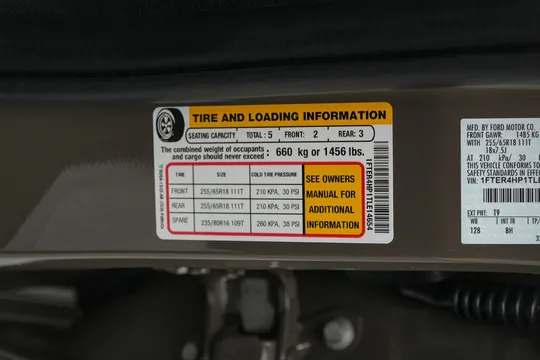 TIRE AND LOADING INFORMATION
SEATING CAPACITY TOTAL : 5 FRONT: 2 REAR: 3
The combined weight of occupants
and cargo should never exceed : 660 kg or 1456 lbs.
TIRE SIZE COLD TIRE PRESSURE
FRONT 255/65R18 111T 210 KPA, 30 PSI
REAR 255/65R18 111T 210 KPA, 30 PSI
SPARE 235/80R16 109T 260 KPA, 38 PSI
SEE OWNERS
MANUAL FOR
ADDITIONAL
INFORMATION
1FTER4HP1TLE14654
MFD. BY FORD MOTOR CO.
FRONT GAWR: 1485 KG
WITH 255/65R18 111T
18x7.5J
AT 210 kPa/ 30
THIS VEHICLE CONFORMS TO
SAFETY STANDARDS IN EFFEC
VIN: 1FTER4HP1TL
EXT PNT: T9
WB INT TR TP/
128 BH